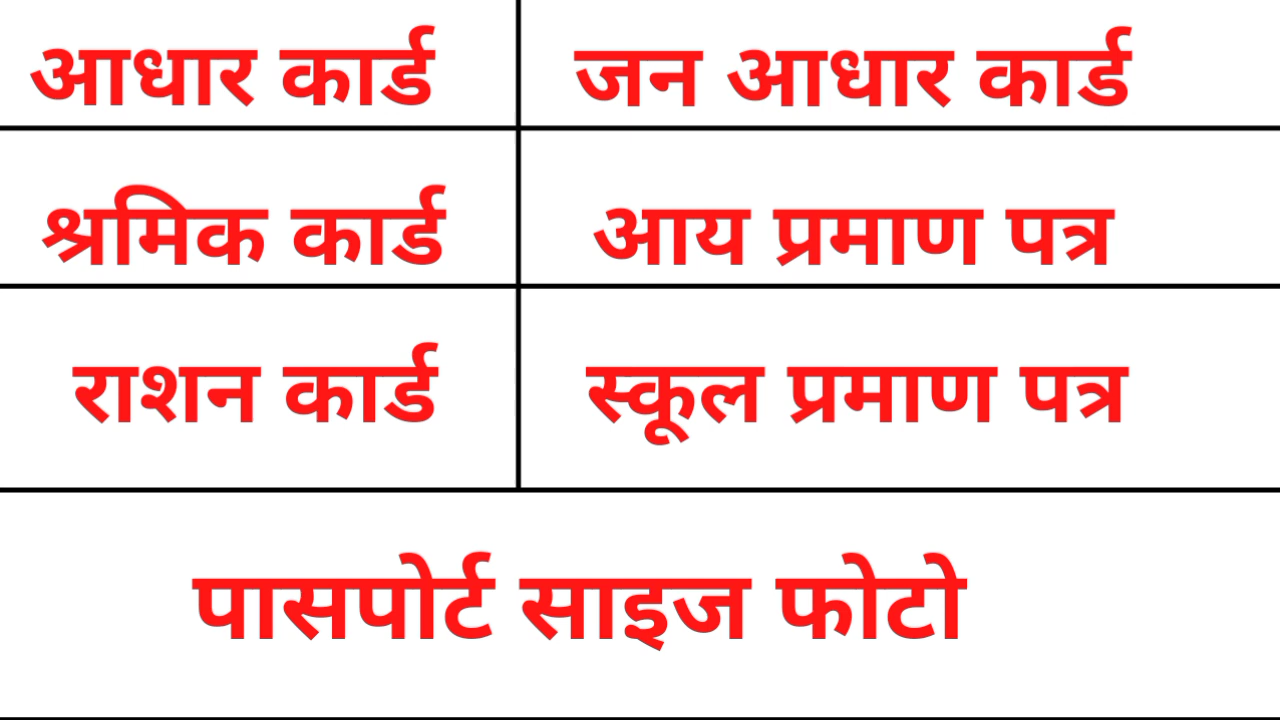 आधार कार्ड
जन आधार कार्ड
श्रमिक कार्ड
आय प्रमाण पत्र
राशन कार्ड
स्कूल प्रमाण पत्र
पासपोर्ट साइज फोटो